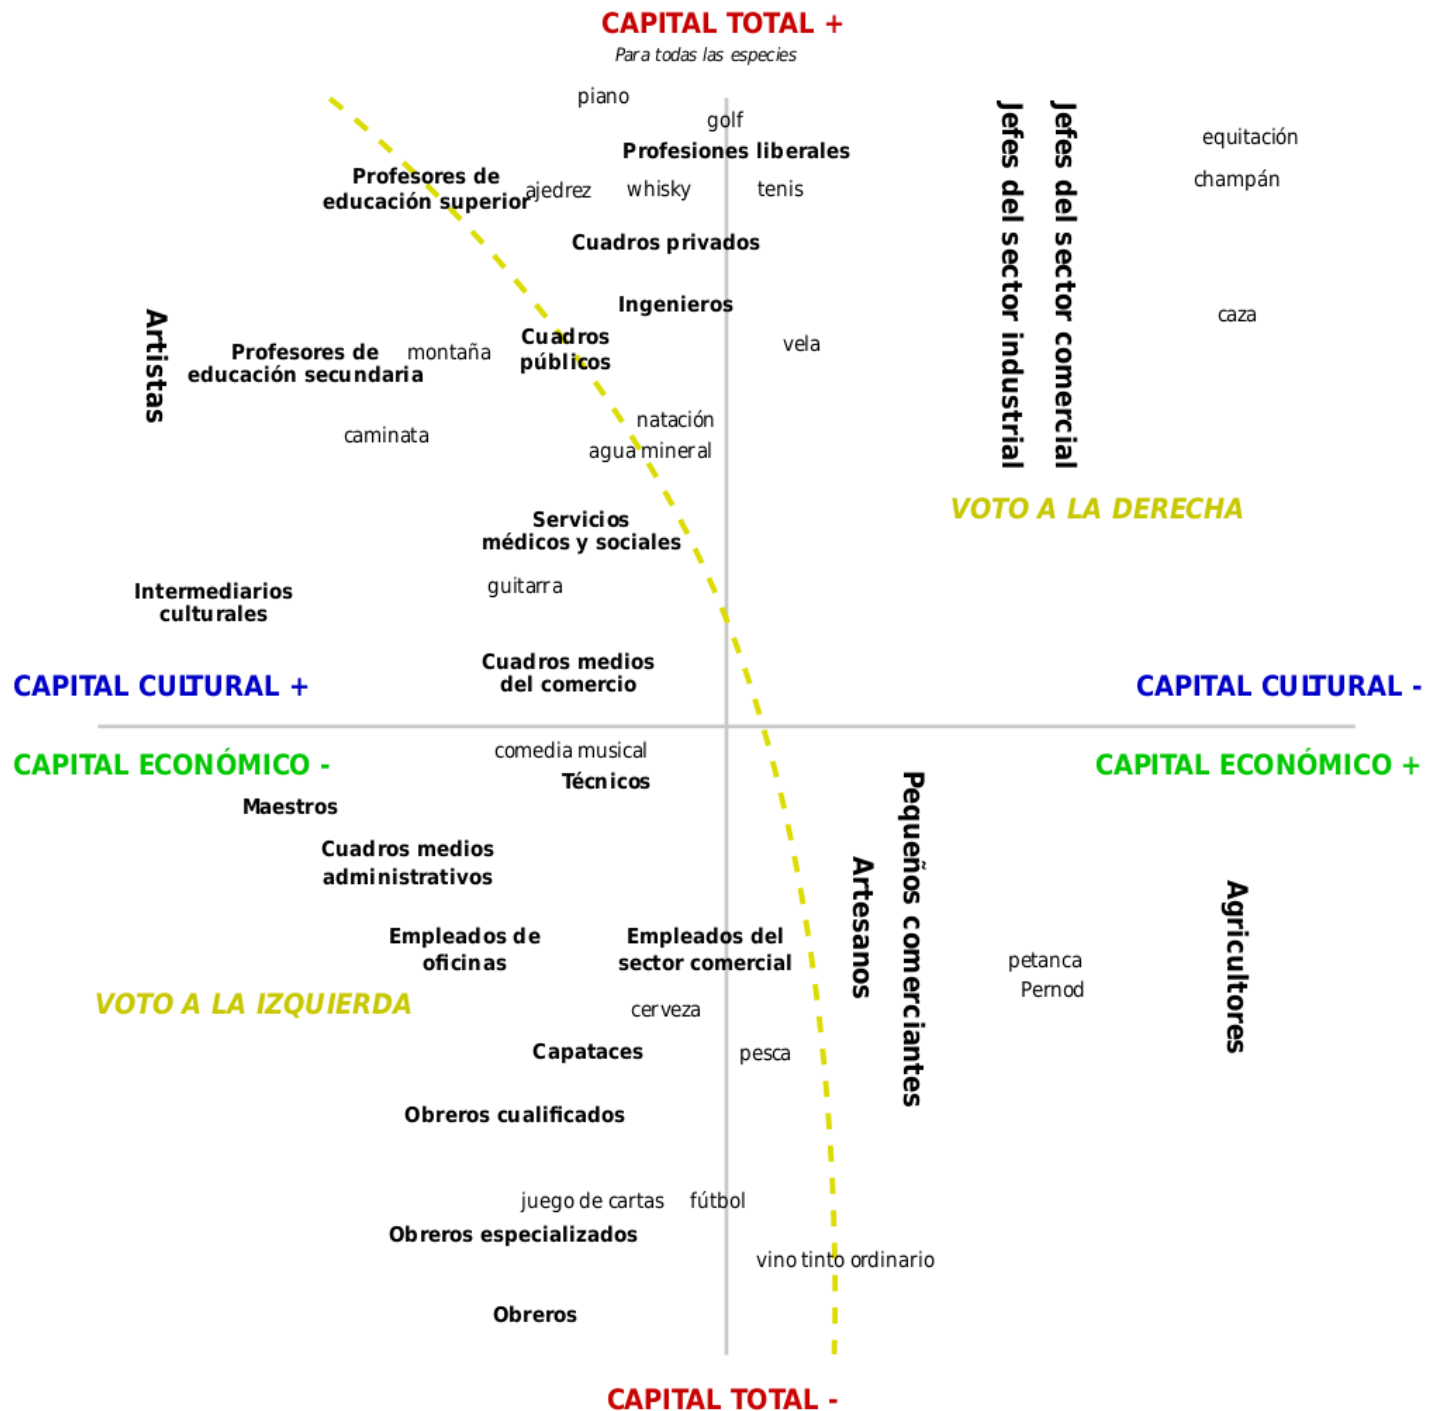 CAPITAL TOTAL +
Para todas las especies
piano
golf
Profesiones liberales
Profesores de
educación superior
ajedrez
whisky
tenis
Cuadros privados
Ingenieros
Jefes del sector industrial
Jefes del sector comercial
equitación
champán
caza
Artistas
Profesores de
educación secundaria
montaña
Cuadros
públicos
vela
caminata
natación
agua mineral
VOTO A LA DERECHA
Servicios
médicos y sociales
guitarra
Intermediarios
culturales
Cuadros medios
del comercio
CAPITAL CULTURAL +
CAPITAL CULTURAL -
CAPITAL ECONÓMICO -
CAPITAL ECONÓMICO +
comedia musical
Técnicos
Maestros
Cuadros medios
administrativos
Empleados de
oficinas
Empleados del
sector comercial
Artesanos
Pequeños comerciantes
petanca
Pernod
Agricultores
VOTO A LA IZQUIERDA
cerveza
Capataces
pesca
Obreros cualificados
juego de cartas
fútbol
Obreros especializados
vino tinto ordinario
Obreros
CAPITAL TOTAL -